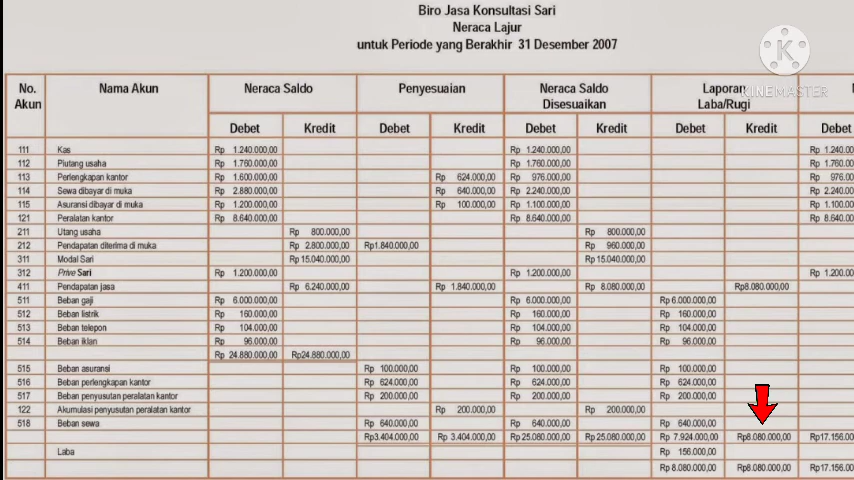 Biro Jasa Konsultasi Sari
Neraca Lajur
untuk Periode yang Berakhir 31 Desember 2007
KINEMASTER
No. Akun Nama Akun Neraca Saldo Penyesuaian Neraca Saldo Disesuaikan Laporan Laba/Rugi
Debet Kredit Debet Kredit Debet Kredit Debet Kredit Debet
111 Kas Rp 1.240.000,00 Rp 1.240.000,00 Rp 1.240.00
112 Piutang usaha Rp 1.760.000,00 Rp 1.760.000,00 Rp 1.760.00
113 Perlengkapan kantor Rp 1.600.000,00 Rp 624.000,00 Rp 976.000,00 Rp 976.00
114 Sewa dibayar di muka Rp 2.880.000,00 Rp 640.000,00 Rp 2.240.000,00 Rp 2.240.00
115 Asuransi dibayar di muka Rp 1.200.000,00 Rp 100.000,00 Rp 1.100.000,00 Rp 1.100.00
121 Peralatan kantor Rp 8.640.000,00 Rp 8.640.000,00 Rp 8.640.00
211 Utang usaha Rp 800.000,00 Rp 800.000,00
212 Pendapatan diterima di muka Rp 2.800.000,00 Rp1.840.000,00 Rp 960.000,00
311 Modal Sari Rp 15.040.000,00 Rp 15.040.000,00
312 Prive Sari Rp 1.200.000,00 Rp 1.200.000,00 Rp 1.200.00
411 Pendapatan jasa Rp 6.240.000,00 Rp 1.840.000,00 Rp 8.080.000,00 Rp8.080.000,00
511 Beban gaji Rp 6.000.000,00 Rp 6.000.000,00 Rp 6.000.000,00
512 Beban listrik Rp 160.000,00 Rp 160.000,00 Rp 160.000,00
513 Beban telepon Rp 104.000,00 Rp 104.000,00 Rp 104.000,00
514 Beban iklan Rp 96.000,00 Rp 96.000,00 Rp 96.000,00
Rp 24.880.000,00 Rp24.880.000,00
515 Beban asuransi Rp 100.000,00 Rp 100.000,00 Rp 100.000,00
516 Beban perlengkapan kantor Rp 624.000,00 Rp 624.000,00 Rp 624.000,00
517 Beban penyusutan peralatan kantor Rp 200.000,00 Rp 200.000,00 Rp 200.000,00
122 Akumulasi penyusutan peralatan kantor Rp 200.000,00 Rp 200.000,00
518 Beban sewa Rp 640.000,00 Rp 640.000,00 Rp 640.000,00
Rp3.404.000,00 Rp 3.404.000,00 Rp 25.080.000,00 Rp25.080.000,00 Rp 7.924.000,00 Rp8.080.000,00 Rp17.156.00
Laba Rp 156.000,00
Rp 8.080.000,00 Rp8.080.000,00 Rp17.156.00